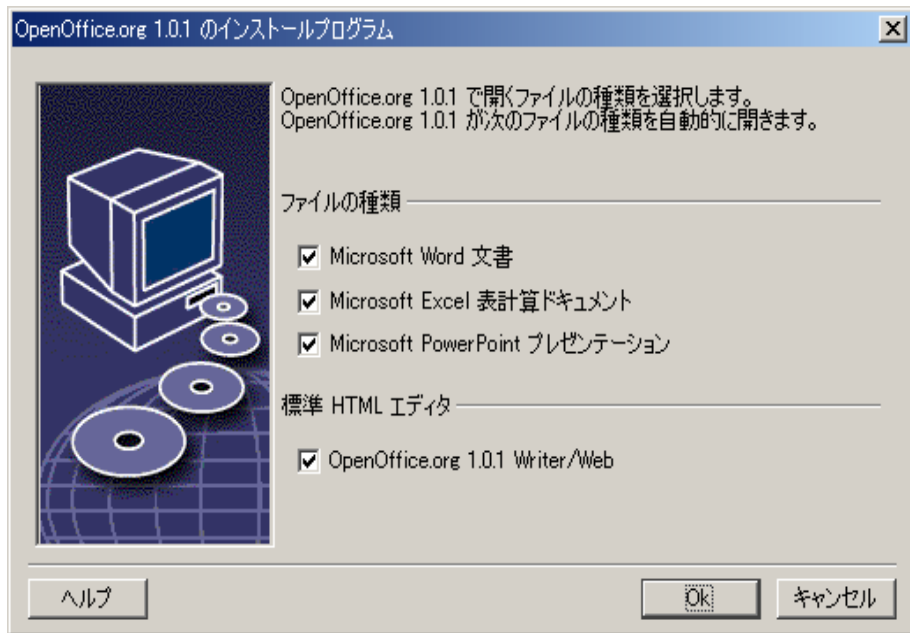 OpenOffice.org 1.0.1 のインストールプログラム
OpenOffice.org 1.0.1 で開くファイルの種類を選択します。
OpenOffice.org 1.0.1 が次のファイルの種類を自動的に開きます。
ファイルの種類
Microsoft Word 文書
Microsoft Excel 表計算ドキュメント
Microsoft PowerPoint プレゼンテーション
標準 HTML エディタ
OpenOffice.org 1.0.1 Writer/Web
ヘルプ
Ok
キャンセル